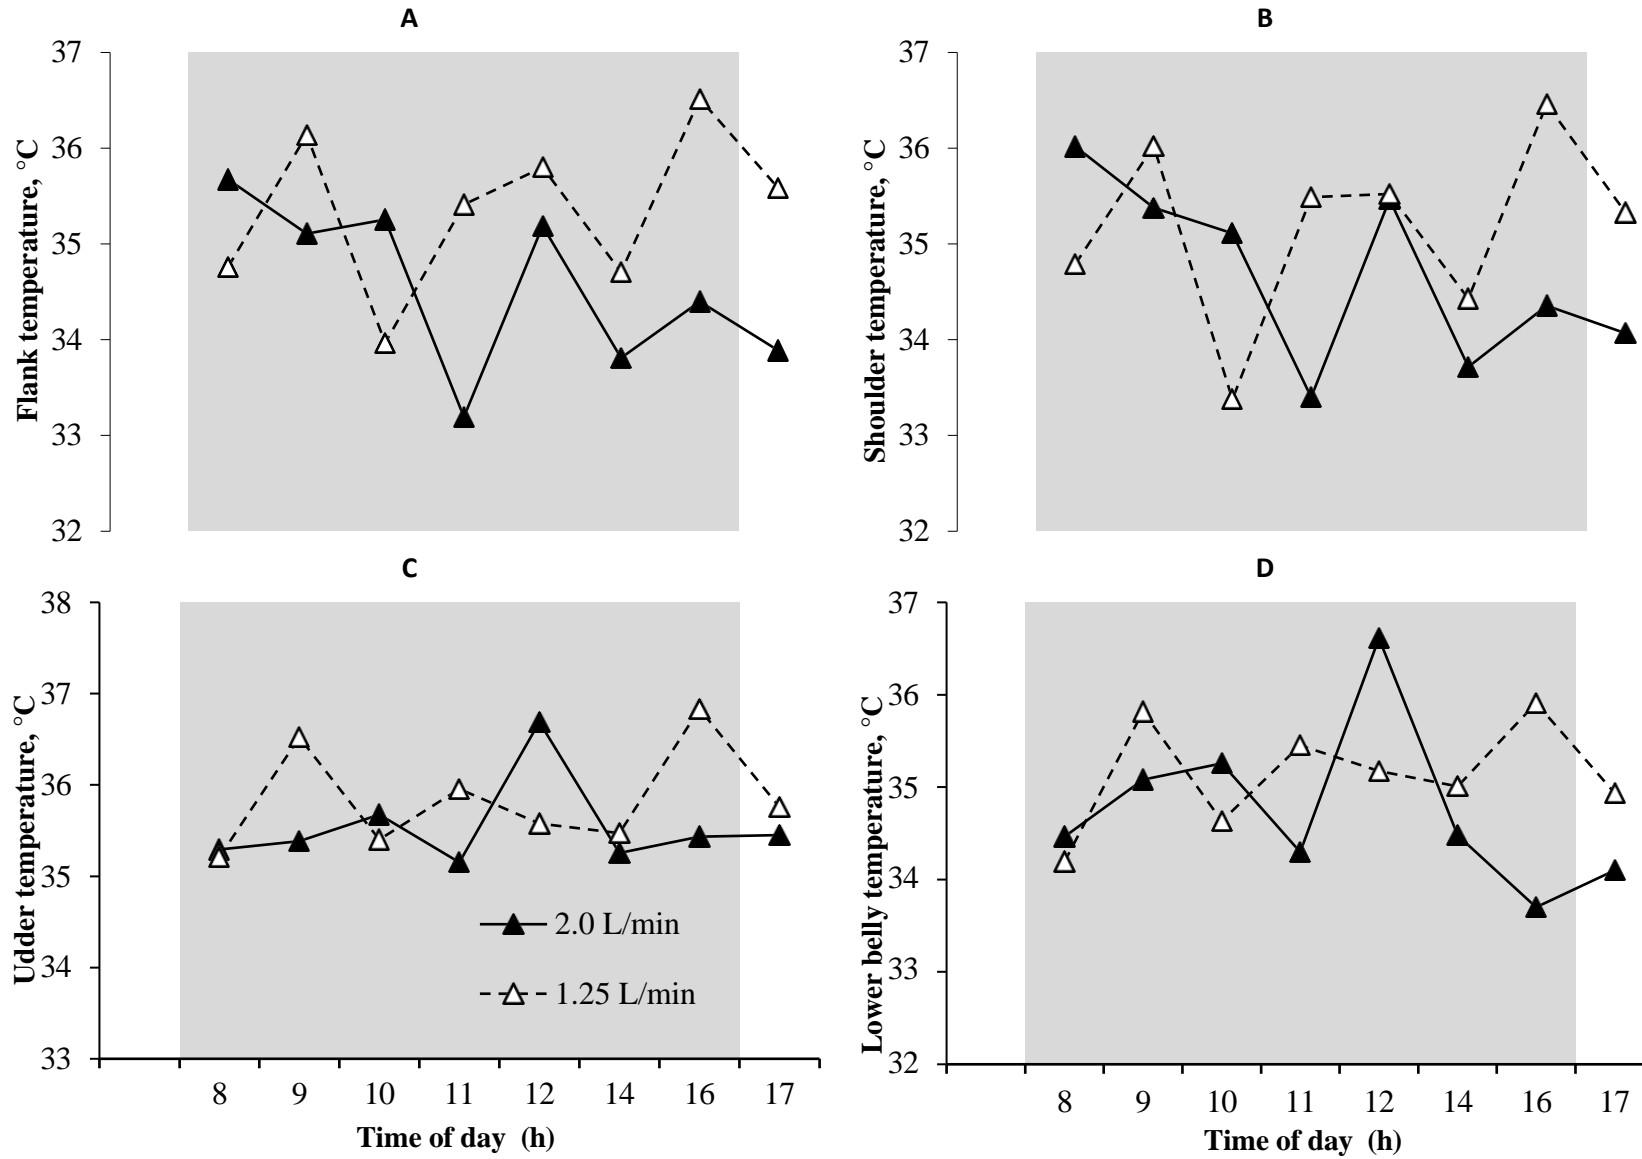 A
37
36
35
34
33
32
Flank temperature, °C
B
37
36
35
34
33
32
Shoulder temperature, °C
C
38
37
36
35
34
33
Udder temperature, °C
2.0 L/min
1.25 L/min
8 9 10 11 12 14 16 17
Time of day (h)
D
37
36
35
34
33
32
Lower belly temperature, °C
8 9 10 11 12 14 16 17
Time of day (h)